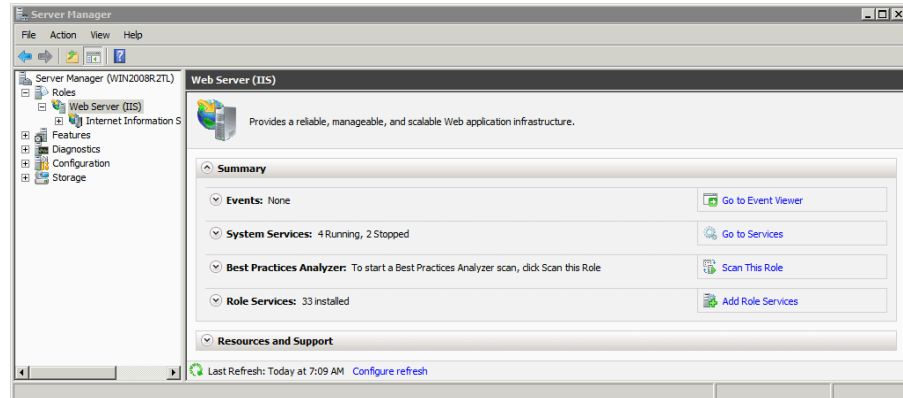 Server Manager
File Action View Help
Server Manager (WIN2008R2TL)
Roles
Web Server (IIS)
Internet Information S
Features
Diagnostics
Configuration
Storage
Web Server (IIS)
Provides a reliable, manageable, and scalable Web application infrastructure.
Summary
Events: None
Go to Event Viewer
System Services: 4 Running, 2 Stopped
Go to Services
Best Practices Analyzer: To start a Best Practices Analyzer scan, click Scan this Role
Scan This Role
Role Services: 33 installed
Add Role Services
Resources and Support
Last Refresh: Today at 7:09 AM Configure refresh